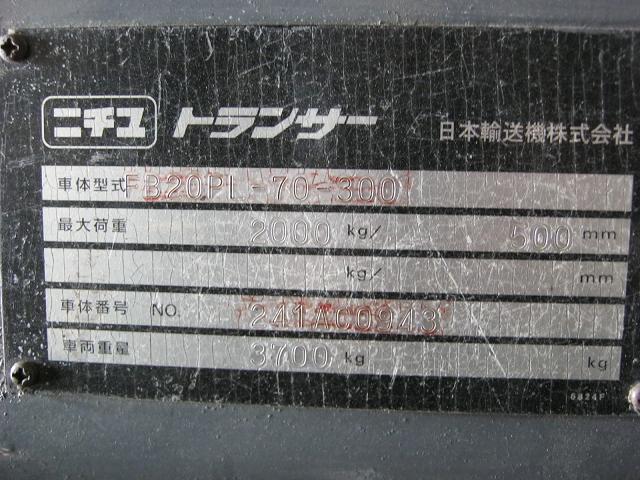 ニチユ トランサー 日本輸送機株式会社
車体型式 FB20PL-70-300
最大荷重 2000 kg/ 500 mm
kg/ mm
車体番号 NO. 241AC0943
車両重量 3700 kg kg
G824F